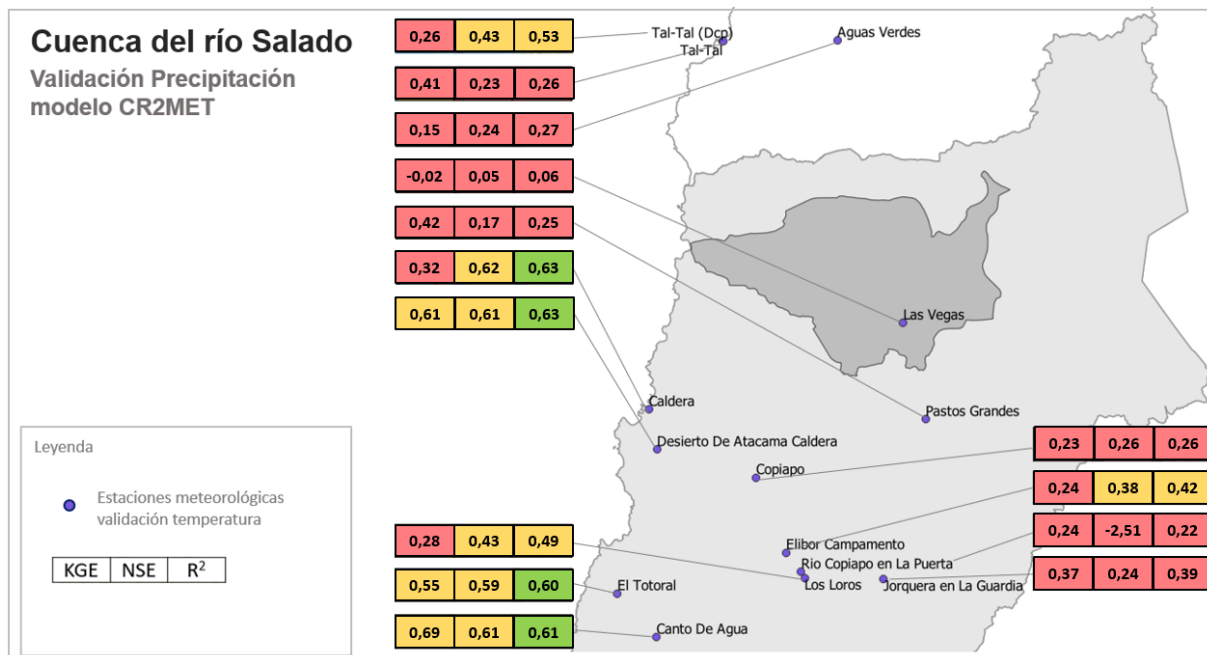 Cuenca del río Salado
Validación Precipitación
modelo CR2MET
0,26 0,43 0,53
0,41 0,23 0,26
0,15 0,24 0,27
-0,02 0,05 0,06
0,42 0,17 0,25
0,32 0,62 0,63
0,61 0,61 0,63
Tal-Tal (Dcp)
Tal-Tal
Aguas Verdes
Las Vegas
Caldera
Pastos Grandes
Desierto De Atacama Caldera
Copiapo
0,23 0,26 0,26
0,24 0,38 0,42
0,24 -2,51 0,22
0,37 0,24 0,39
Elibor Campamento
Rio Copiapo en La Puerta
Los Loros
Jorquera en La Guardia
El Totoral
Canto De Agua
0,28 0,43 0,49
0,55 0,59 0,60
0,69 0,61 0,61
Leyenda
Estaciones meteorológicas
validación temperatura
KGE NSE R²